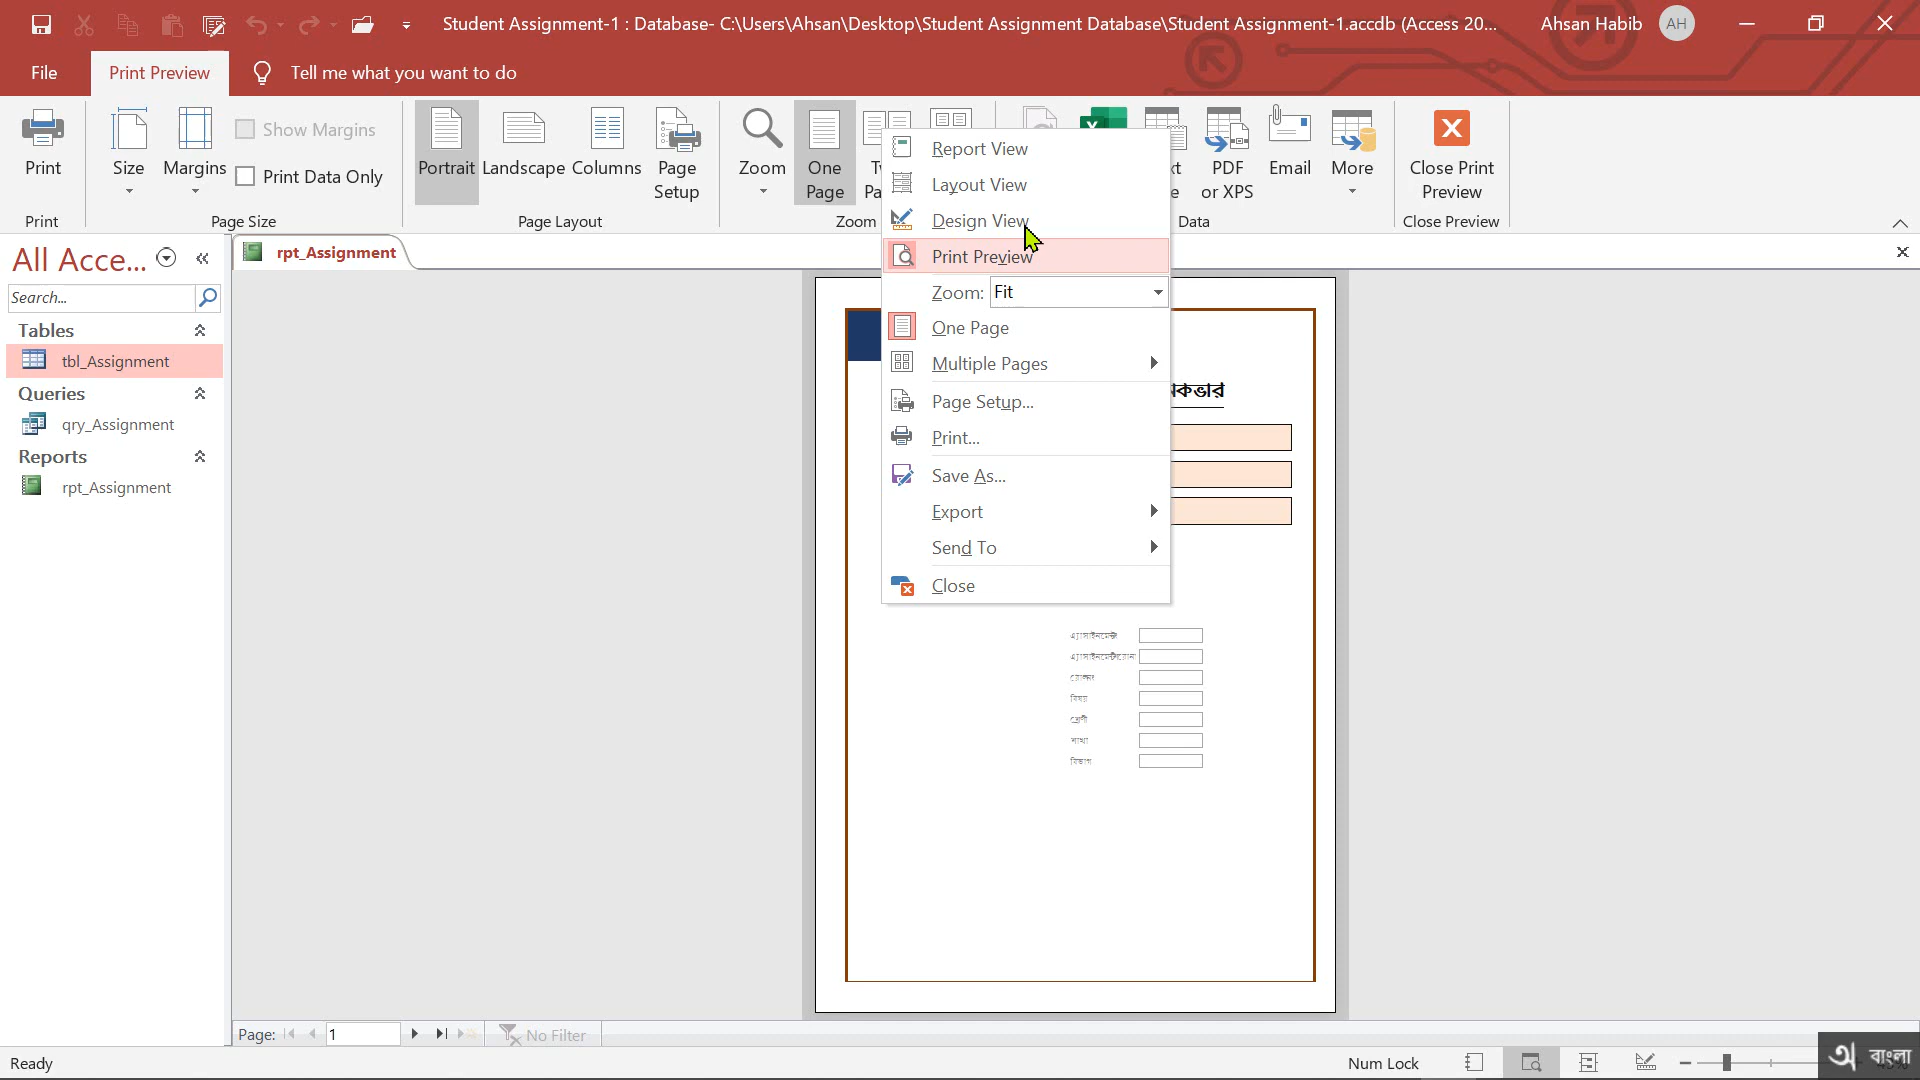 Student Assignment-1 : Database- C:\Users\Ahsan\Desktop\Student Assignment Database\Student Assignment-1.accdb (Access 20...
Ahsan Habib
AH
File
Print Preview
Tell me what you want to do
Print
Size
Margins
Show Margins
Print Data Only
Portrait
Landscape
Columns
Page Setup
Zoom
One Page
PDF or XPS
Email
More
Close Print Preview
Print
Page Size
Page Layout
Zoom
Data
Close Preview
All Acce...
rpt_Assignment
Search...
Tables
tbl_Assignment
Queries
qry_Assignment
Reports
rpt_Assignment
Report View
Layout View
Design View
Print Preview
Zoom: Fit
One Page
Multiple Pages
Page Setup...
Print...
Save As...
Export
Send To
Close
বিষয়
শ্রেণী
শাখা
বিভাগ
Page: 1
No Filter
Ready
Num Lock
অ বাংলা